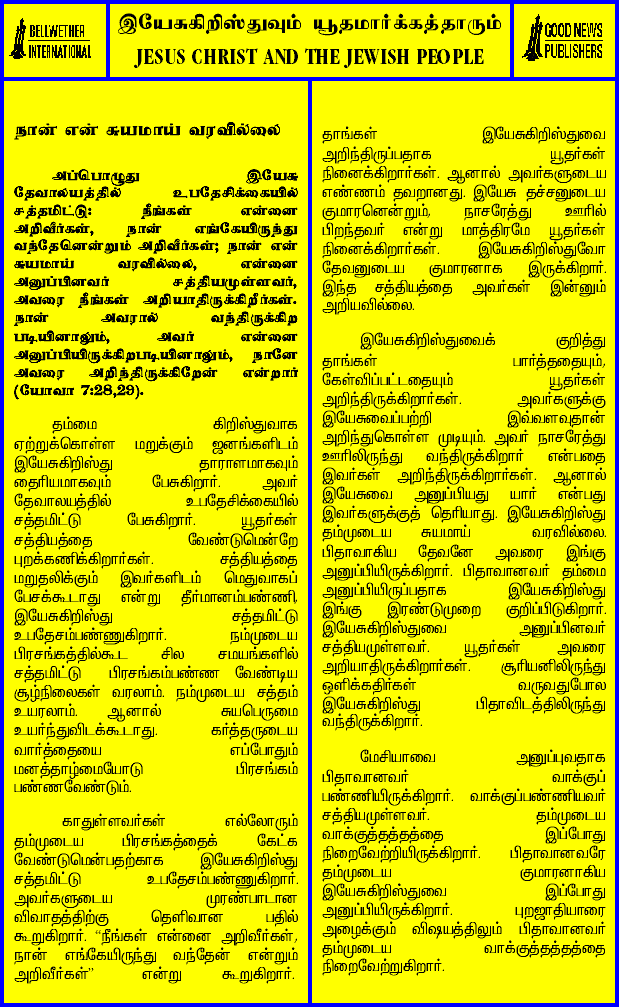 BELLWETHER
INTERNATIONAL
இயேசுகிறிஸ்துவும் யூதமார்க்கத்தாரும்
JESUS CHRIST AND THE JEWISH PEOPLE
GOOD NEWS
PUBLISHERS
நான் என் சுயமாய் வரவில்லை
அப்பொழுது இயேசு
தேவாலயத்தில் உபதேசிக்கையில்
சத்தமிட்டு: நீங்கள் என்னை
அறிவீர்கள், நான் எங்கேயிருந்து
வந்தேனென்றும் அறிவீர்கள்; நான் என்
சுயமாய் வரவில்லை, என்னை
அனுப்பினவர் சத்தியமுள்ளவர்,
அவரை நீங்கள் அறியாதிருக்கிறீர்கள்.
நான் அவரால் வந்திருக்கிற
படியினாலும், அவர் என்னை
அனுப்பியிருக்கிறபடியினாலும், நானே
அவரை அறிந்திருக்கிறேன் என்றார்
(யோவா 7:28,29).
தம்மை கிறிஸ்துவாக
ஏற்றுக்கொள்ள மறுக்கும் ஜனங்களிடம்
இயேசுகிறிஸ்து தாராளமாகவும்
தைரியமாகவும் பேசுகிறார். அவர்
தேவாலயத்தில் உபதேசிக்கையில்
சத்தமிட்டு பேசுகிறார். யூதர்கள்
சத்தியத்தை வேண்டுமென்றே
புறக்கணிக்கிறார்கள். சத்தியத்தை
மறுதலிக்கும் இவர்களிடம் மெதுவாகப்
பேசக்கூடாது என்று தீர்மானம்பண்ணி,
இயேசுகிறிஸ்து சத்தமிட்டு
உபதேசம்பண்ணுகிறார். நம்முடைய
பிரசங்கத்தில்கூட சில சமயங்களில்
சத்தமிட்டு பிரசங்கம்பண்ண வேண்டிய
சூழ்நிலைகள் வரலாம். நம்முடைய சத்தம்
உயரலாம். ஆனால் சுயபெருமை
உயர்ந்துவிடக்கூடாது. கர்த்தருடைய
வார்த்தையை எப்போதும்
மனத்தாழ்மையோடு பிரசங்கம்
பண்ணவேண்டும்.
காதுள்ளவர்கள் எல்லோரும்
தம்முடைய பிரசங்கத்தைக் கேட்க
வேண்டுமென்பதற்காக இயேசுகிறிஸ்து
சத்தமிட்டு உபதேசம்பண்ணுகிறார்.
அவர்களுடைய முரண்பாடான
விவாதத்திற்கு தெளிவான பதில்
கூறுகிறார். “நீங்கள் என்னை அறிவீர்கள்,
நான் எங்கேயிருந்து வந்தேன் என்றும்
அறிவீர்கள்” என்று கூறுகிறார்.
தாங்கள் இயேசுகிறிஸ்துவை
அறிந்திருப்பதாக யூதர்கள்
நினைக்கிறார்கள். ஆனால் அவர்களுடைய
எண்ணம் தவறானது. இயேசு தச்சனுடைய
குமாரனென்றும், நாசரேத்து ஊரில்
பிறந்தவர் என்று மாத்திரமே யூதர்கள்
நினைக்கிறார்கள். இயேசுகிறிஸ்துவோ
தேவனுடைய குமாரனாக இருக்கிறார்.
இந்த சத்தியத்தை அவர்கள் இன்னும்
அறியவில்லை.
இயேசுகிறிஸ்துவைக் குறித்து
தாங்கள் பார்த்ததையும்,
கேள்விப்பட்டதையும் யூதர்கள்
அறிந்திருக்கிறார்கள். அவர்களுக்கு
இயேசுவைப்பற்றி இவ்வளவுதான்
அறிந்துகொள்ள முடியும். அவர் நாசரேத்து
ஊரிலிருந்து வந்திருக்கிறார் என்பதை
இவர்கள் அறிந்திருக்கிறார்கள். ஆனால்
இயேசுவை அனுப்பியது யார் என்பது
இவர்களுக்குத் தெரியாது. இயேசுகிறிஸ்து
தம்முடைய சுயமாய் வரவில்லை.
பிதாவாகிய தேவனே அவரை இங்கு
அனுப்பியிருக்கிறார். பிதாவானவர் தம்மை
அனுப்பியிருப்பதாக இயேசுகிறிஸ்து
இங்கு இரண்டுமுறை குறிப்பிடுகிறார்.
இயேசுகிறிஸ்துவை அனுப்பினவர்
சத்தியமுள்ளவர். யூதர்கள் அவரை
அறியாதிருக்கிறார்கள். சூரியனிலிருந்து
ஒளிக்கதிர்கள் வருவதுபோல
இயேசுகிறிஸ்து பிதாவிடத்திலிருந்து
வந்திருக்கிறார்.
மேசியாவை அனுப்புவதாக
பிதாவானவர் வாக்குப்
பண்ணியிருக்கிறார். வாக்குப்பண்ணியவர்
சத்தியமுள்ளவர். தம்முடைய
வாக்குத்தத்தத்தை இப்போது
நிறைவேற்றியிருக்கிறார். பிதாவானவரே
தம்முடைய குமாரனாகிய
இயேசுகிறிஸ்துவை இப்போது
அனுப்பியிருக்கிறார். புறஜாதியாரை
அழைக்கும் விஷயத்திலும் பிதாவானவர்
தம்முடைய வாக்குத்தத்தத்தை
நிறைவேற்றுகிறார்.